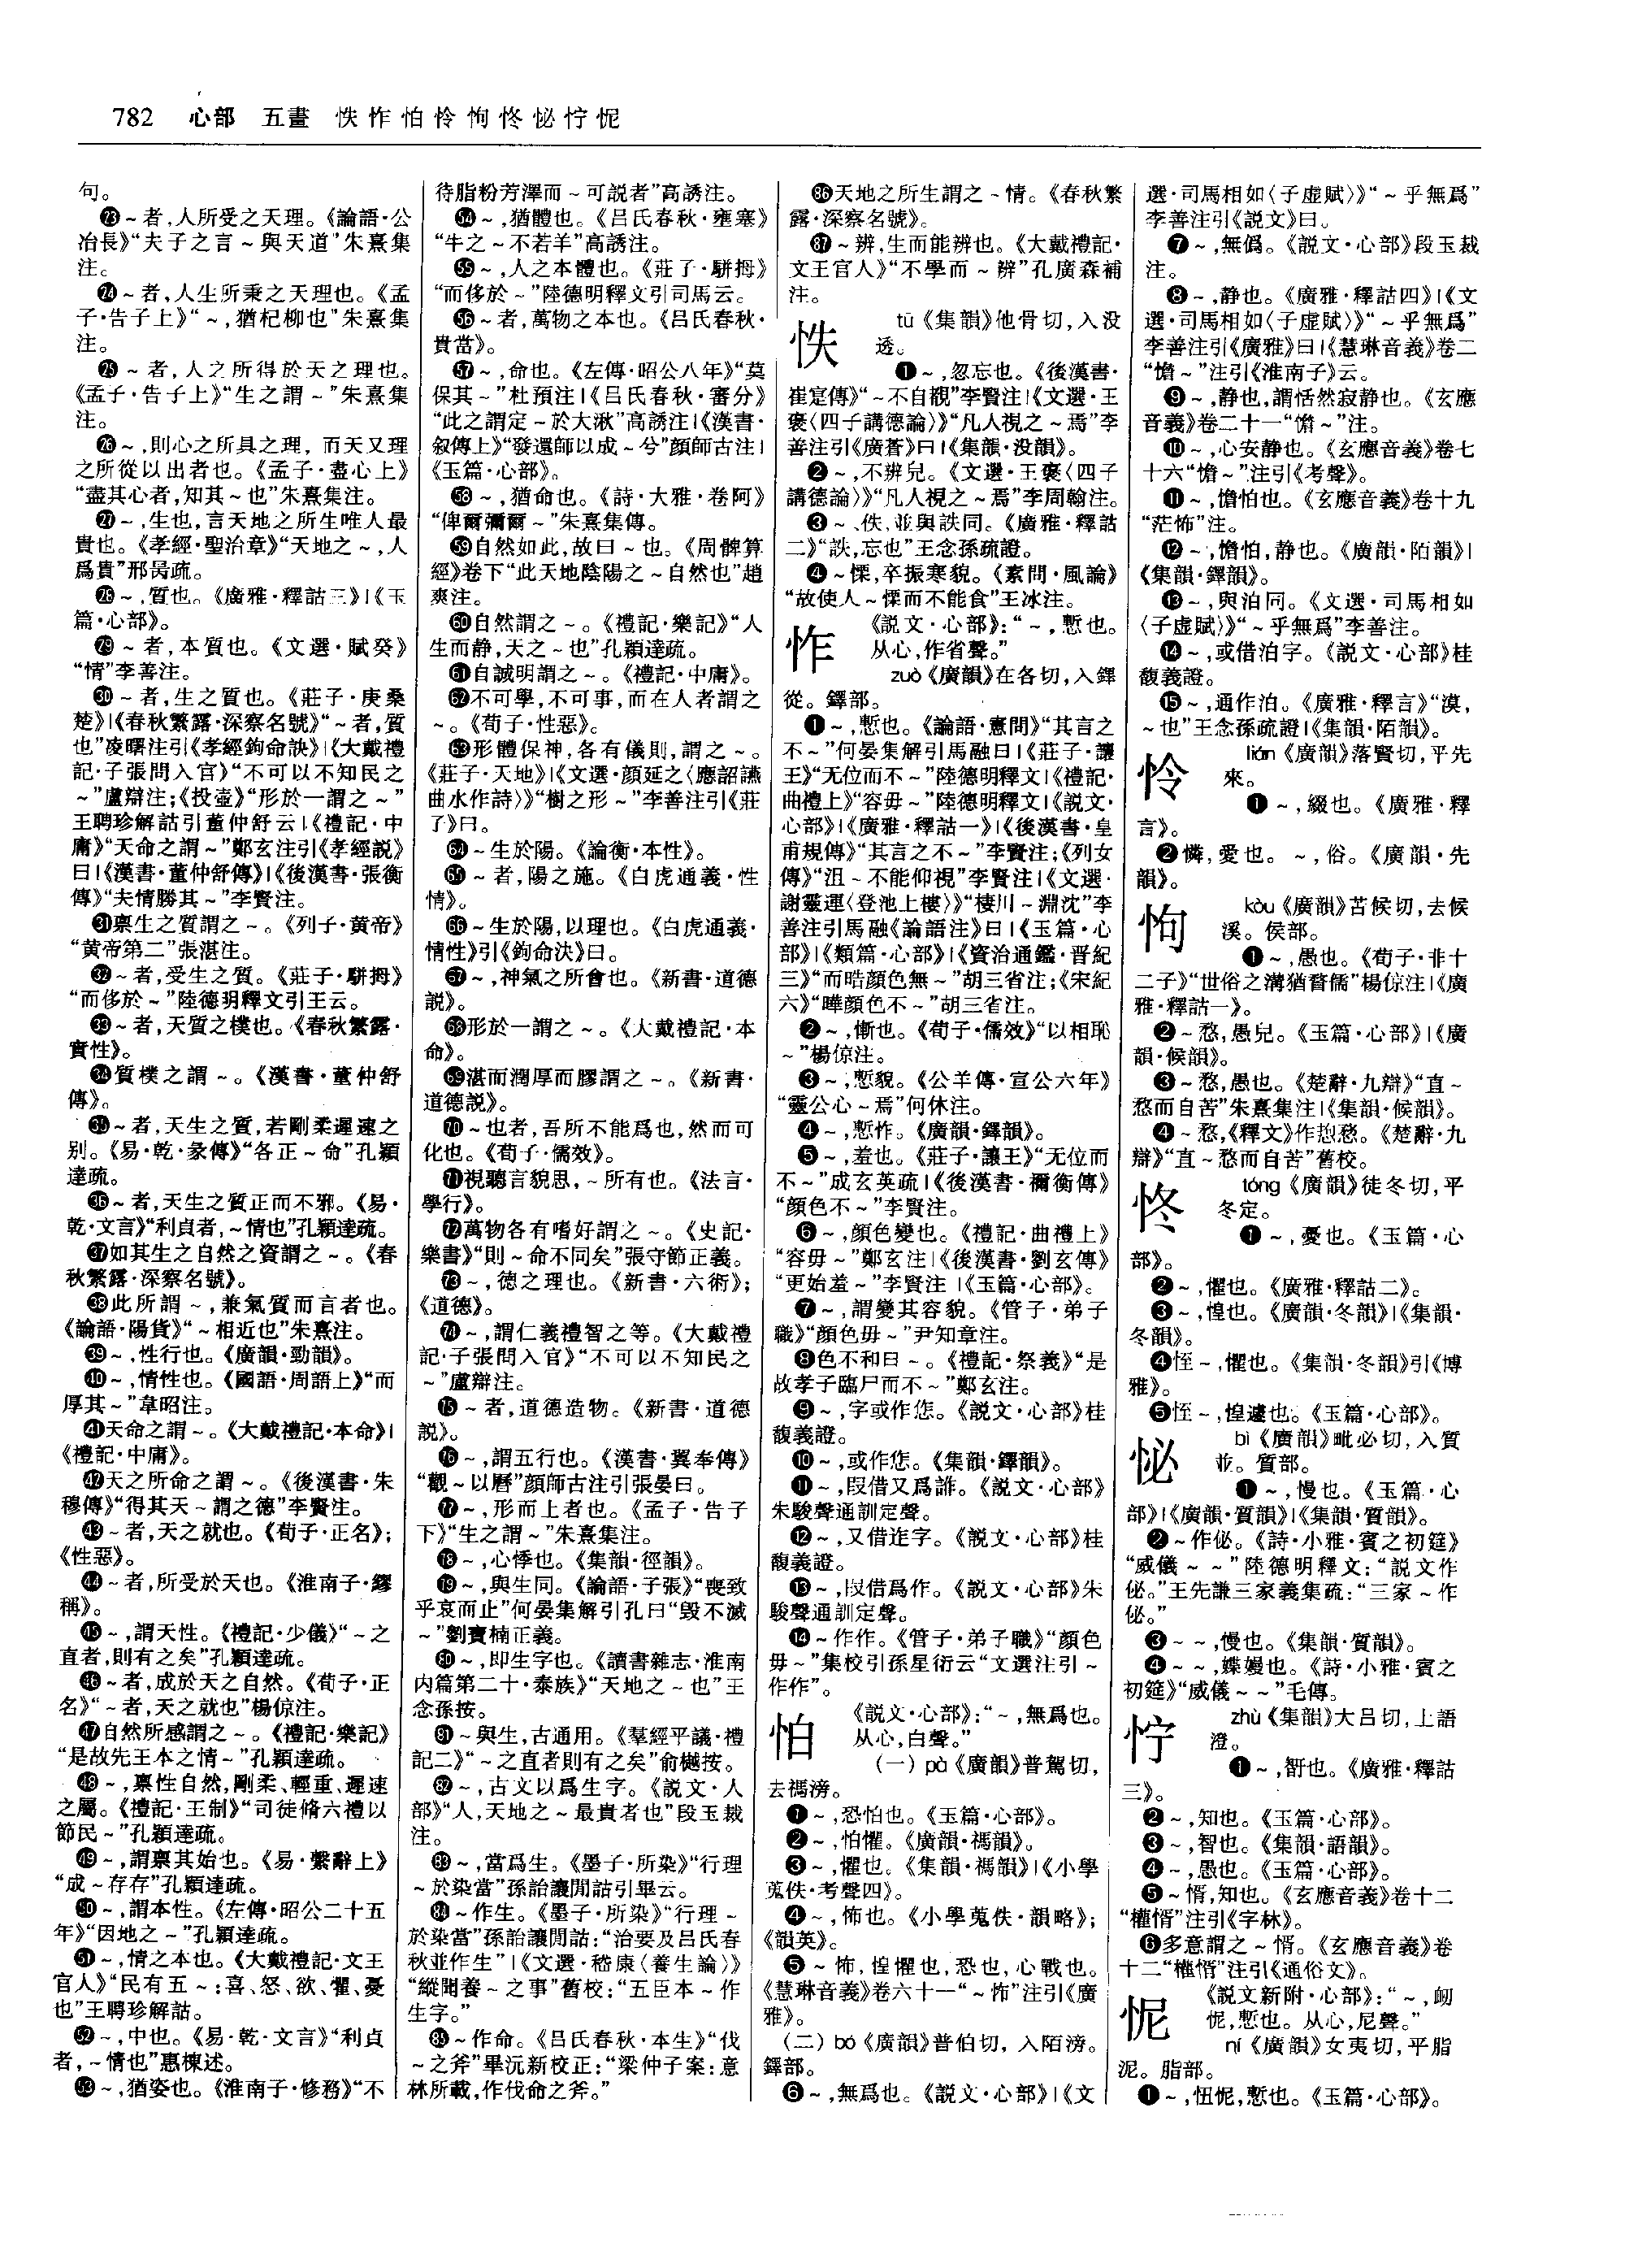 782 心部 五畫 怢怍怕怜怐怣怭㤖怩
句。
㉓～者,人所受之天理。《論語·公
冶長》“夫子之言～與天道”朱熹集
注。
㉔～者,人生所秉之天理也。《孟
子·告子上》“～,猶杞柳也”朱熹集
注。
㉕～者,人之所得於天之理也。
《孟子·告子上》“生之謂～”朱熹集
注。
㉖～,則心之所具之理,而天又理
之所從以出者也。《孟子·盡心上》
“盡其心者,知其～也”朱熹集注。
㉗～,生也,言天地之所生唯人最
貴也。《孝經·聖治章》“天地之～,人
爲貴”邢昺疏。
㉘～,質也。《廣雅·釋詁三》|《玉
篇·心部》。
㉙～者,本質也。《文選·賦癸》
“情”李善注。
㉚～者,生之質也。《莊子·庚桑
楚》|《春秋繁露·深察名號》“～者,質
也”凌曙注引《孝經鉤命訣》|《大戴禮
記·子張問入官》“不可以不知民之
～”盧辯注;《投壺》“形於一謂之～”
王聘珍解詁引董仲舒云|《禮記·中
庸》“天命之謂～”鄭玄注引《孝經説》
曰|《漢書·董仲舒傳》|《後漢書·張衡
傳》“夫情勝其～”李賢注。
㉛稟生之質謂之～。《列子·黄帝》
“黄帝第二”張湛注。
㉜～者,受生之質。《莊子·駢拇》
“而侈於～”陸德明釋文引王云。
㉝～者,天質之樸也。《春秋繁露·
實性》。
㉞質樸之謂～。《漢書·董仲舒
傳》。
㉟～者,天生之質,若剛柔遲速之
别。《易·乾·彖傳》“各正～命”孔穎
達疏。
㊱～者,天生之質正而不邪。《易·
乾·文言》“利貞者,～情也”孔穎達疏。
㊲如其生之自然之資謂之～。《春
秋繁露·深察名號》。
㊳此所謂～,兼氣質而言者也。
《論語·陽貨》“～相近也”朱熹注。
㊴～,性行也。《廣韻·勁韻》。
㊵～,情性也。《國語·周語上》“而
厚其～”韋昭注。
㊶天命之謂～。《大戴禮記·本命》|
《禮記·中庸》。
㊷天之所命之謂～。《後漢書·朱
穆傳》“得其天～謂之德”李賢注。
㊸～者,天之就也。《荀子·正名》;
《性惡》。
㊹～者,所受於天也。《淮南子·繆
稱》。
㊺～,謂天性。《禮記·少儀》“～之
直者,則有之矣”孔穎達疏。
㊻～者,成於天之自然。《荀子·正
名》“～者,天之就也”楊倞注。
㊼自然所感謂之～。《禮記·樂記》
“是故先王本之情～”孔穎達疏。
㊽～,稟性自然,剛柔、輕重、遲速
之屬。《禮記·王制》“司徒脩六禮以
節民～”孔穎達疏。
㊾～,謂稟其始也。《易·繫辭上》
“成～存存”孔穎達疏。
㊿～,謂本性。《左傳·昭公二十五
年》“因地之～”孔穎達疏。
51～,情之本也。《大戴禮記·文王
官人》“民有五～:喜、怒、欲、懼、憂
也”王聘珍解詁。
52～,中也。《易·乾·文言》“利貞
者,～情也”惠棟述。
53～,猶姿也。《淮南子·修務》“不
待脂粉芳澤而～可説者”高誘注。
54～,猶體也。《吕氏春秋·壅塞》
“牛之～不若羊”高誘注。
55～,人之本體也。《莊子·駢拇》
“而侈於～”陸德明釋文引司馬云。
56～者,萬物之本也。《吕氏春秋·
貴當》。
57～,命也。《左傳·昭公八年》“莫
保其～”杜預注|《吕氏春秋·審分》
“此之謂定～於大湫”高誘注|《漢書·
叙傳上》“發還師以成～兮”顔師古注|
《玉篇·心部》。
58～,猶命也。《詩·大雅·卷阿》
“俾爾彌爾～”朱熹集傳。
59自然如此,故曰～也。《周髀算
經》卷下“此天地陰陽之～自然也”趙
爽注。
60自然謂之～。《禮記·樂記》“人
生而静,天之～也”孔穎達疏。
61自誠明謂之～。《禮記·中庸》。
62不可學,不可事,而在人者謂之
～。《荀子·性惡》。
63形體保神,各有儀則,謂之～。
《莊子·天地》|《文選·顔延之〈應詔讌
曲水作詩〉》“樹之形～”李善注引《莊
子》曰。
64～生於陽。《論衡·本性》。
65～者,陽之施。《白虎通義·性
情》。
66～生於陽,以理也。《白虎通義·
情性》引《鉤命決》曰。
67～,神氣之所會也。《新書·道德
説》。
68形於一謂之～。《大戴禮記·本
命》。
69湛而潤厚而膠謂之～。《新書·
道德説》。
70～也者,吾所不能爲也,然而可
化也。《荀子·儒效》。
71視聽言貌思,～所有也。《法言·
學行》。
72萬物各有嗜好謂之～。《史記·
樂書》“則～命不同矣”張守節正義。
73～,德之理也。《新書·六術》;
《道德》。
74～,謂仁義禮智之等。《大戴禮
記·子張問入官》“不可以不知民之
～”盧辯注。
75～者,道德造物。《新書·道德
説》。
76～,謂五行也。《漢書·翼奉傳》
“觀～以曆”顔師古注引張晏曰。
77～,形而上者也。《孟子·告子
下》“生之謂～”朱熹集注。
78～,心悸也。《集韻·徑韻》。
79～,與生同。《論語·子張》“喪致
乎哀而止”何晏集解引孔曰“毁不滅
～”劉寶楠正義。
80～,即生字也。《讀書雜志·淮南
内篇第二十·泰族》“天地之～也”王
念孫按。
81～與生,古通用。《羣經平議·禮
記二》“～之直者則有之矣”俞樾按。
82～,古文以爲生字。《説文·人
部》“人,天地之～最貴者也”段玉裁
注。
83～,當爲生。《墨子·所染》“行理
～於染當”孫詒讓閒詁引畢云。
84～作生。《墨子·所染》“行理～
於染當”孫詒讓閒詁:“治要及吕氏春
秋並作生”|《文選·嵇康〈養生論〉》
“縱聞養～之事”舊校:“五臣本～作
生字。”
85～作命。《吕氏春秋·本生》“伐
～之斧”畢沅新校正:“梁仲子案:意
林所載,作伐命之斧。”
86天地之所生謂之～情。《春秋繁
露·深察名號》。
87～辨,生而能辨也。《大戴禮記·
文王官人》“不學而～辨”孔廣森補
注。
怢 tū《集韻》他骨切,入没
透。
❶～,忽忘也。《後漢書·
崔寔傳》“～不自覩”李賢注|《文選·王
褒〈四子講德論〉》“凡人視之～焉”李
善注引《廣蒼》曰|《集韻·没韻》。
❷～,不辨皃。《文選·王褒〈四子
講德論〉》“凡人視之～焉”李周翰注。
❸～、佚,並與詄同。《廣雅·釋詁
二》“詄,忘也”王念孫疏證。
❹～慄,卒振寒貌。《素問·風論》
“故使人～慄而不能食”王冰注。
怍 《説文·心部》:“～,慙也。
从心,作省聲。”
zuò《廣韻》在各切,入鐸
從。鐸部。
❶～,慙也。《論語·憲問》“其言之
不～”何晏集解引馬融曰|《莊子·讓
王》“无位而不～”陸德明釋文|《禮記·
曲禮上》“容毋～”陸德明釋文|《説文·
心部》|《廣雅·釋詁一》|《後漢書·皇
甫規傳》“其言之不～”李賢注;《列女
傳》“沮～不能仰視”李賢注|《文選·
謝靈運〈登池上樓〉》“棲川～淵沈”李
善注引馬融《論語注》曰|《玉篇·心
部》|《類篇·心部》|《資治通鑑·晋紀
三》“而晧顔色無～”胡三省注;《宋紀
六》“曄顔色不～”胡三省注。
❷～,慚也。《荀子·儒效》“以相恥
～”楊倞注。
❸～,慙貌。《公羊傳·宣公六年》
“靈公心～焉”何休注。
❹～,慙怍。《廣韻·鐸韻》。
❺～,羞也。《莊子·讓王》“无位而
不～”成玄英疏|《後漢書·禰衡傳》
“顔色不～”李賢注。
❻～,顔色變也。《禮記·曲禮上》
“容毋～”鄭玄注|《後漢書·劉玄傳》
“更始羞～”李賢注|《玉篇·心部》。
❼～,謂變其容貌。《管子·弟子
職》“顔色毋～”尹知章注。
❽色不和曰～。《禮記·祭義》“是
故孝子臨尸而不～”鄭玄注。
❾～,字或作㤰。《説文·心部》桂
馥義證。
❿～,或作㤰。《集韻·鐸韻》。
⓫～,叚借又爲詐。《説文·心部》
朱駿聲通訓定聲。
⓬～,又借迮字。《説文·心部》桂
馥義證。
⓭～,叚借爲作。《説文·心部》朱
駿聲通訓定聲。
⓮～作作。《管子·弟子職》“顔色
毋～”集校引孫星衍云“文選注引～
作作”。
怕 《説文·心部》:“～,無爲也。
从心,白聲。”
(一)pà《廣韻》普駕切,
去禡滂。
❶～,恐怕也。《玉篇·心部》。
❷～,怕懼。《廣韻·禡韻》。
❸～,懼也。《集韻·禡韻》|《小學
蒐佚·考聲四》。
❹～,怖也。《小學蒐佚·韻略》;
《韻英》。
❺～怖,惶懼也,恐也,心戰也。
《慧琳音義》卷六十一“～怖”注引《廣
雅》。
(二)bó《廣韻》普伯切,入陌滂。
鐸部。
❻～,無爲也。《説文·心部》|《文
選·司馬相如〈子虚賦〉》“～乎無爲”
李善注引《説文》曰。
❼～,無僞。《説文·心部》段玉裁
注。
❽～,静也。《廣雅·釋詁四》|《文
選·司馬相如〈子虚賦〉》“～乎無爲”
李善注引《廣雅》曰|《慧琳音義》卷二
“憺～”注引《淮南子》云。
❾～,静也,謂恬然寂静也。《玄應
音義》卷二十一“憺～”注。
❿～,心安静也。《玄應音義》卷七
十六“憺～”注引《考聲》。
⓫～,憺怕也。《玄應音義》卷十九
“茫怖”注。
⓬～,憺怕,静也。《廣韻·陌韻》|
《集韻·鐸韻》。
⓭～,與泊同。《文選·司馬相如
〈子虚賦〉》“～乎無爲”李善注。
⓮～,或借泊字。《説文·心部》桂
馥義證。
⓯～,通作泊。《廣雅·釋言》“漠,
～也”王念孫疏證|《集韻·陌韻》。
怜 lián《廣韻》落賢切,平先
來。
❶～,綴也。《廣雅·釋
言》。
❷憐,愛也。～,俗。《廣韻·先
韻》。
怐 kòu《廣韻》苦候切,去候
溪。侯部。
❶～,愚也。《荀子·非十
二子》“世俗之溝猶瞀儒”楊倞注|《廣
雅·釋詁一》。
❷～愗,愚皃。《玉篇·心部》|《廣
韻·候韻》。
❸～愗,愚也。《楚辭·九辯》“直～
愗而自苦”朱熹集注|《集韻·候韻》。
❹～愗,《釋文》作怉愗。《楚辭·九
辯》“直～愗而自苦”舊校。
怣 tóng《廣韻》徒冬切,平
冬定。
❶～,憂也。《玉篇·心
部》。
❷～,懼也。《廣雅·釋詁二》。
❸～,惶也。《廣韻·冬韻》|《集韻·
冬韻》。
❹恎～,懼也。《集韻·冬韻》引《博
雅》。
❺恎～,惶遽也。《玉篇·心部》。
怭 bì《廣韻》毗必切,入質
並。質部。
❶～,慢也。《玉篇·心
部》|《廣韻·質韻》|《集韻·質韻》。
❷～作佖。《詩·小雅·賓之初筵》
“威儀～～”陸德明釋文:“説文作
佖。”王先謙三家義集疏:“三家～作
佖。”
❸～～,慢也。《集韻·質韻》。
❹～～,媟嫚也。《詩·小雅·賓之
初筵》“威儀～～”毛傳。
㤖 zhù《集韻》大吕切,上語
澄。
❶～,智也。《廣雅·釋詁
三》。
❷～,知也。《玉篇·心部》。
❸～,智也。《集韻·語韻》。
❹～,愚也。《玉篇·心部》。
❺～㥠,知也。《玄應音義》卷十二
“㩲㥠”注引《字林》。
❻多意謂之～㥠。《玄應音義》卷
十二“㩲㥠”注引《通俗文》。
怩 《説文新附·心部》:“～,忸
怩,慙也。从心,尼聲。”
ní《廣韻》女夷切,平脂
泥。脂部。
❶～,忸怩,慙也。《玉篇·心部》。